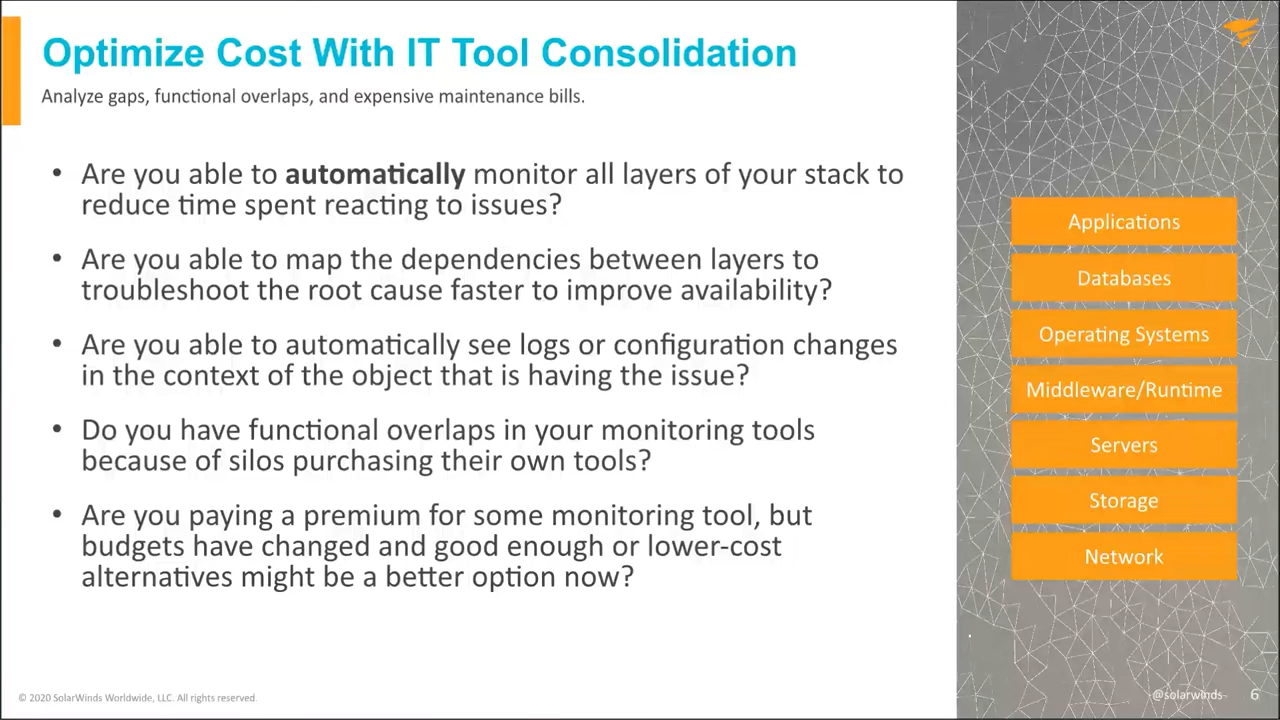 Optimize Cost With IT Tool Consolidation
Analyze gaps, functional overlaps, and expensive maintenance bills.
• Are you able to automatically monitor all layers of your stack to
reduce time spent reacting to issues?
• Are you able to map the dependencies between layers to
troubleshoot the root cause faster to improve availability?
• Are you able to automatically see logs or configuration changes
in the context of the object that is having the issue?
• Do you have functional overlaps in your monitoring tools
because of silos purchasing their own tools?
• Are you paying a premium for some monitoring tool, but
budgets have changed and good enough or lower-cost
alternatives might be a better option now?
Applications
Databases
Operating Systems
Middleware/Runtime
Servers
Storage
Network
© 2020 SolarWinds Worldwide, LLC. All rights reserved.
@solarwinds
6